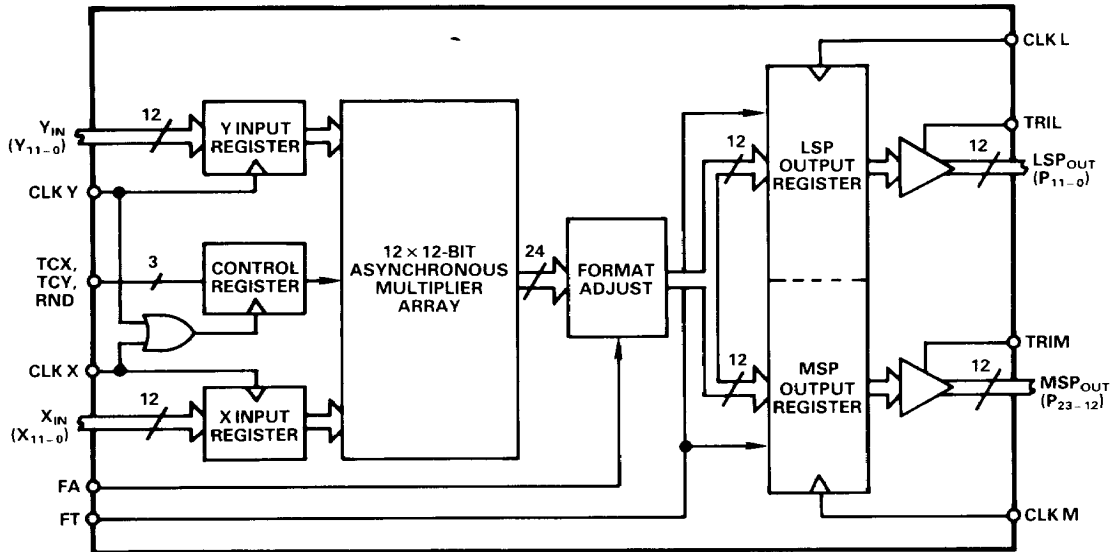 CLK L
12
Y_IN
(Y_11-0)
Y INPUT
REGISTER
CLK Y
TCX,
TCY,
RND
3
CONTROL
REGISTER
CLK X
X_IN
(X_11-0)
12
X INPUT
REGISTER
FA
FT
12 × 12-BIT
ASYNCHRONOUS
MULTIPLIER
ARRAY
24
FORMAT
ADJUST
12
12
LSP
OUTPUT
REGISTER
MSP
OUTPUT
REGISTER
TRIL
12
LSP_OUT
(P_11-0)
TRIM
12
MSP_OUT
(P_23-12)
CLK M